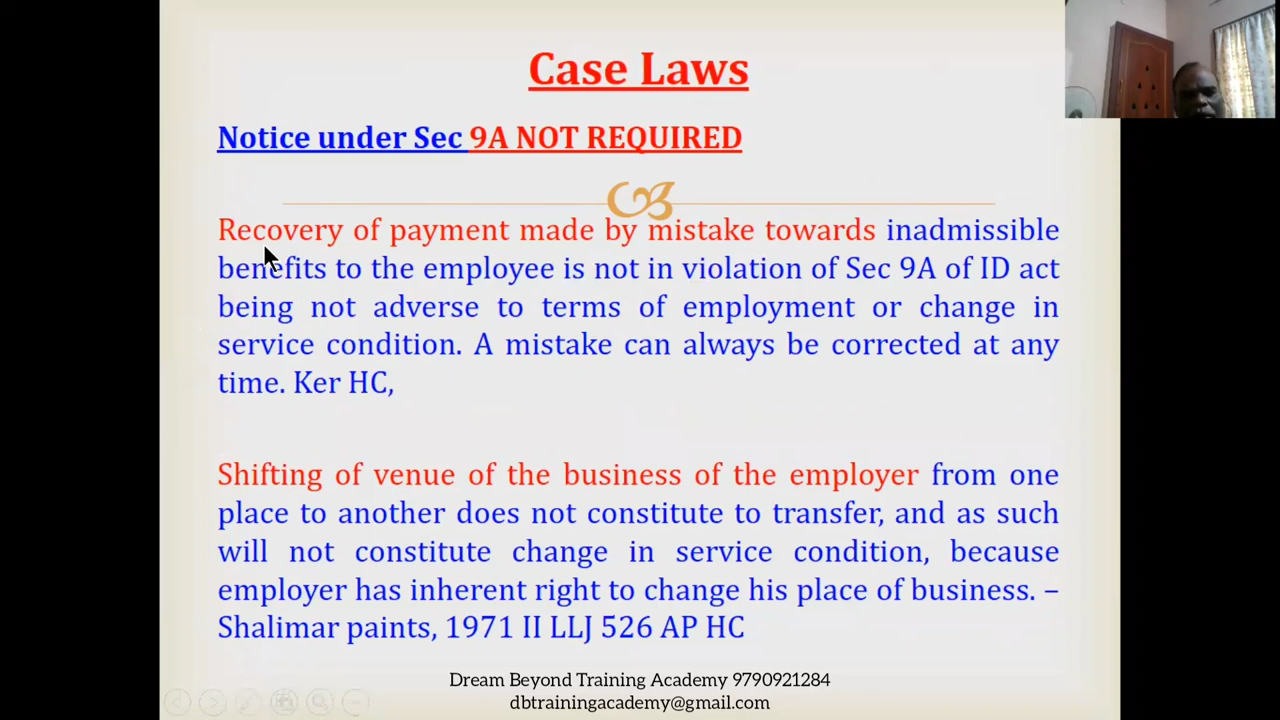 Case Laws
Notice under Sec 9A NOT REQUIRED
Recovery of payment made by mistake towards inadmissible
benefits to the employee is not in violation of Sec 9A of ID act
being not adverse to terms of employment or change in
service condition. A mistake can always be corrected at any
time. Ker HC,
Shifting of venue of the business of the employer from one
place to another does not constitute to transfer, and as such
will not constitute change in service condition, because
employer has inherent right to change his place of business. –
Shalimar paints, 1971 II LLJ 526 AP HC
Dream Beyond Training Academy 9790921284
dbtrainingacademy@gmail.com